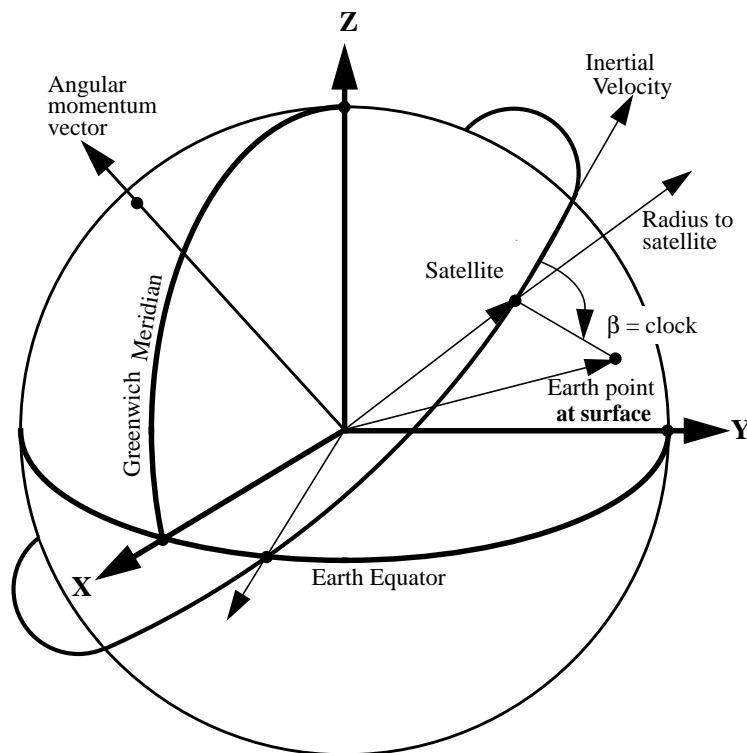 Z
Inertial
Velocity
Angular
momentum
vector
Radius to
satellite
Satellite
β = clock
Greenwich Meridian
Earth point
at surface
Y
X
Earth Equator